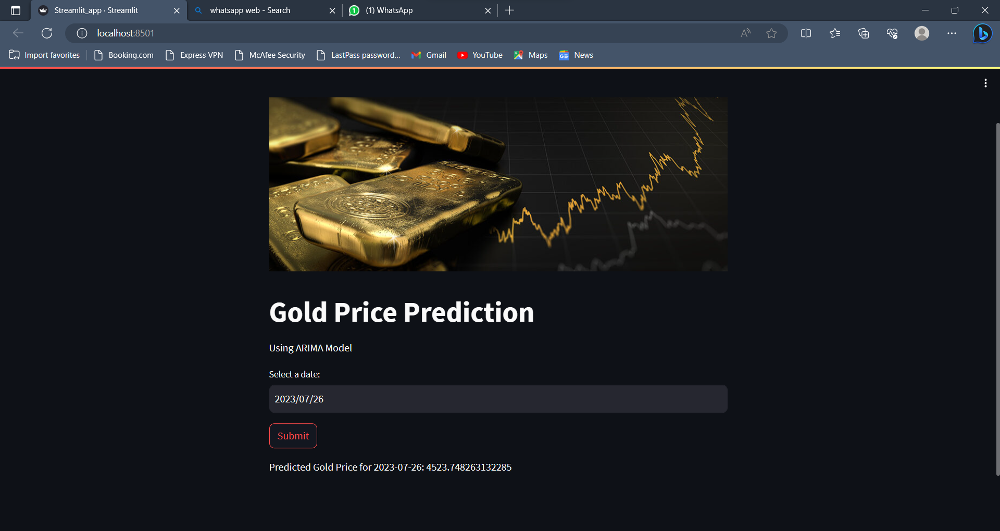 Streamlit_app · Streamlit
whatsapp web - Search
(1) WhatsApp
localhost:8501
Import favorites
Booking.com
Express VPN
McAfee Security
LastPass password...
Gmail
YouTube
Maps
News
Gold Price Prediction
Using ARIMA Model
Select a date:
2023/07/26
Submit
Predicted Gold Price for 2023-07-26: 4523.748263132285